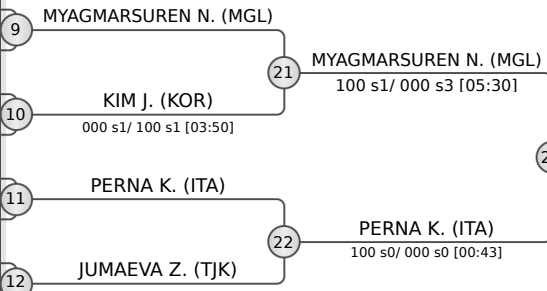 9
MYAGMARSUREN N. (MGL)
21
MYAGMARSUREN N. (MGL)
100 s1/ 000 s3 [05:30]
10
KIM J. (KOR)
000 s1/ 100 s1 [03:50]
11
PERNA K. (ITA)
22
PERNA K. (ITA)
100 s0/ 000 s0 [00:43]
12
JUMAEVA Z. (TJK)